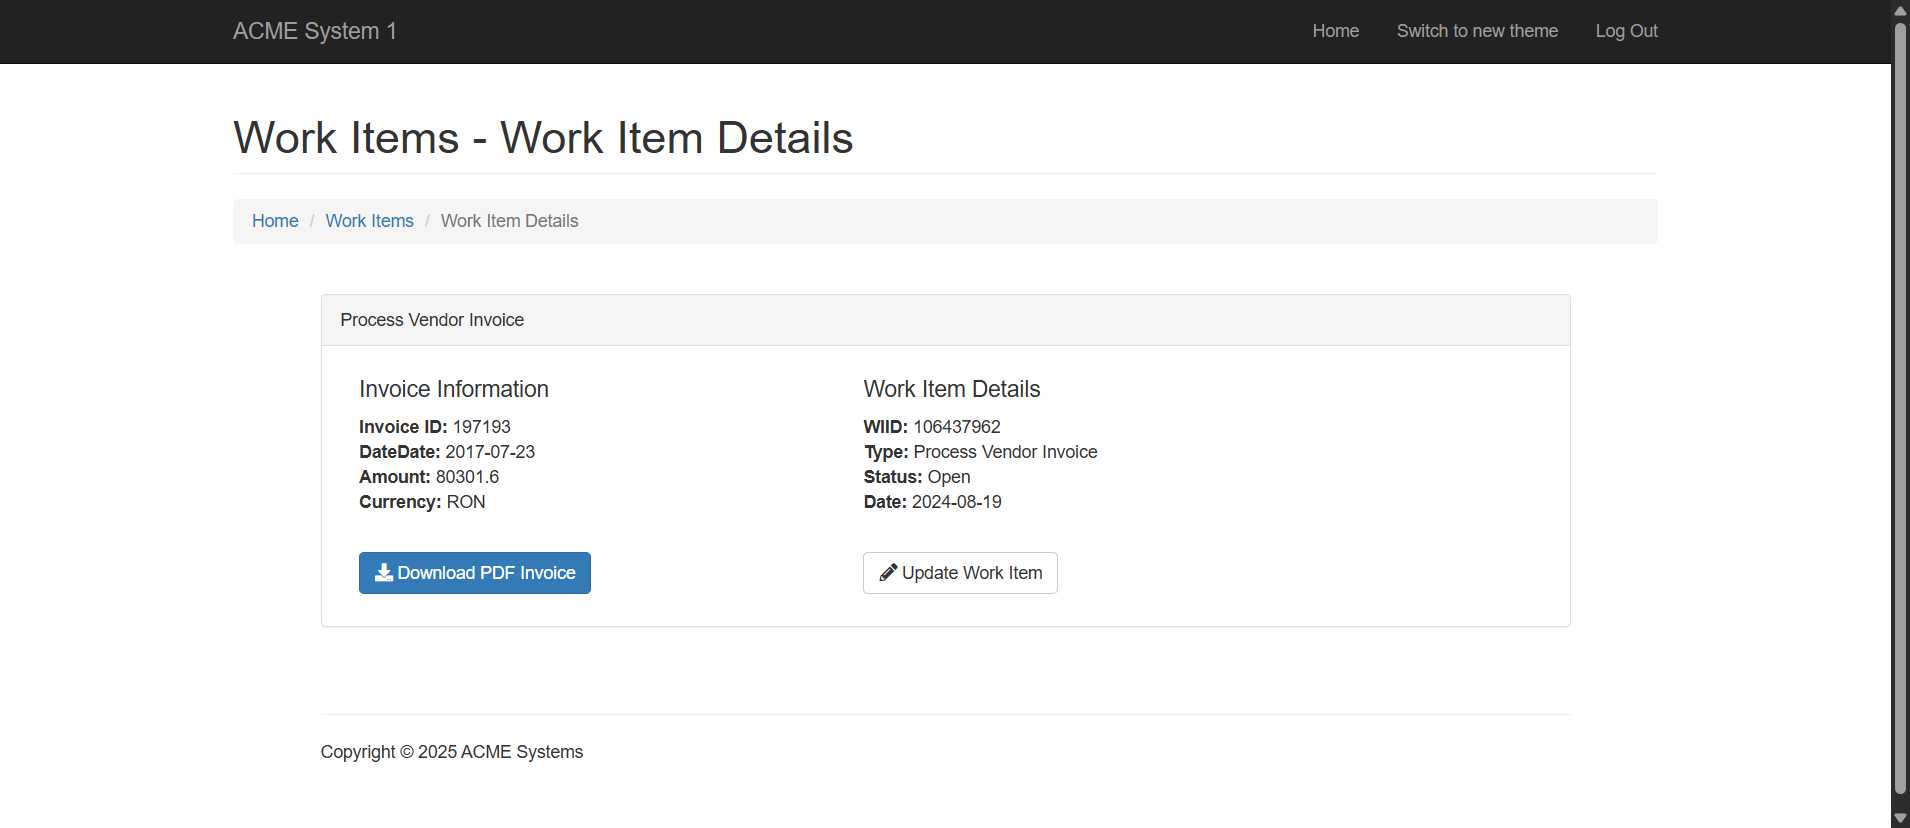 ACME System 1
Home
Switch to new theme
Log Out
Work Items - Work Item Details
Home / Work Items / Work Item Details
Process Vendor Invoice
Invoice Information
Invoice ID: 197193
DateDate: 2017-07-23
Amount: 80301.6
Currency: RON
Download PDF Invoice
Work Item Details
WIID: 106437962
Type: Process Vendor Invoice
Status: Open
Date: 2024-08-19
Update Work Item
Copyright © 2025 ACME Systems